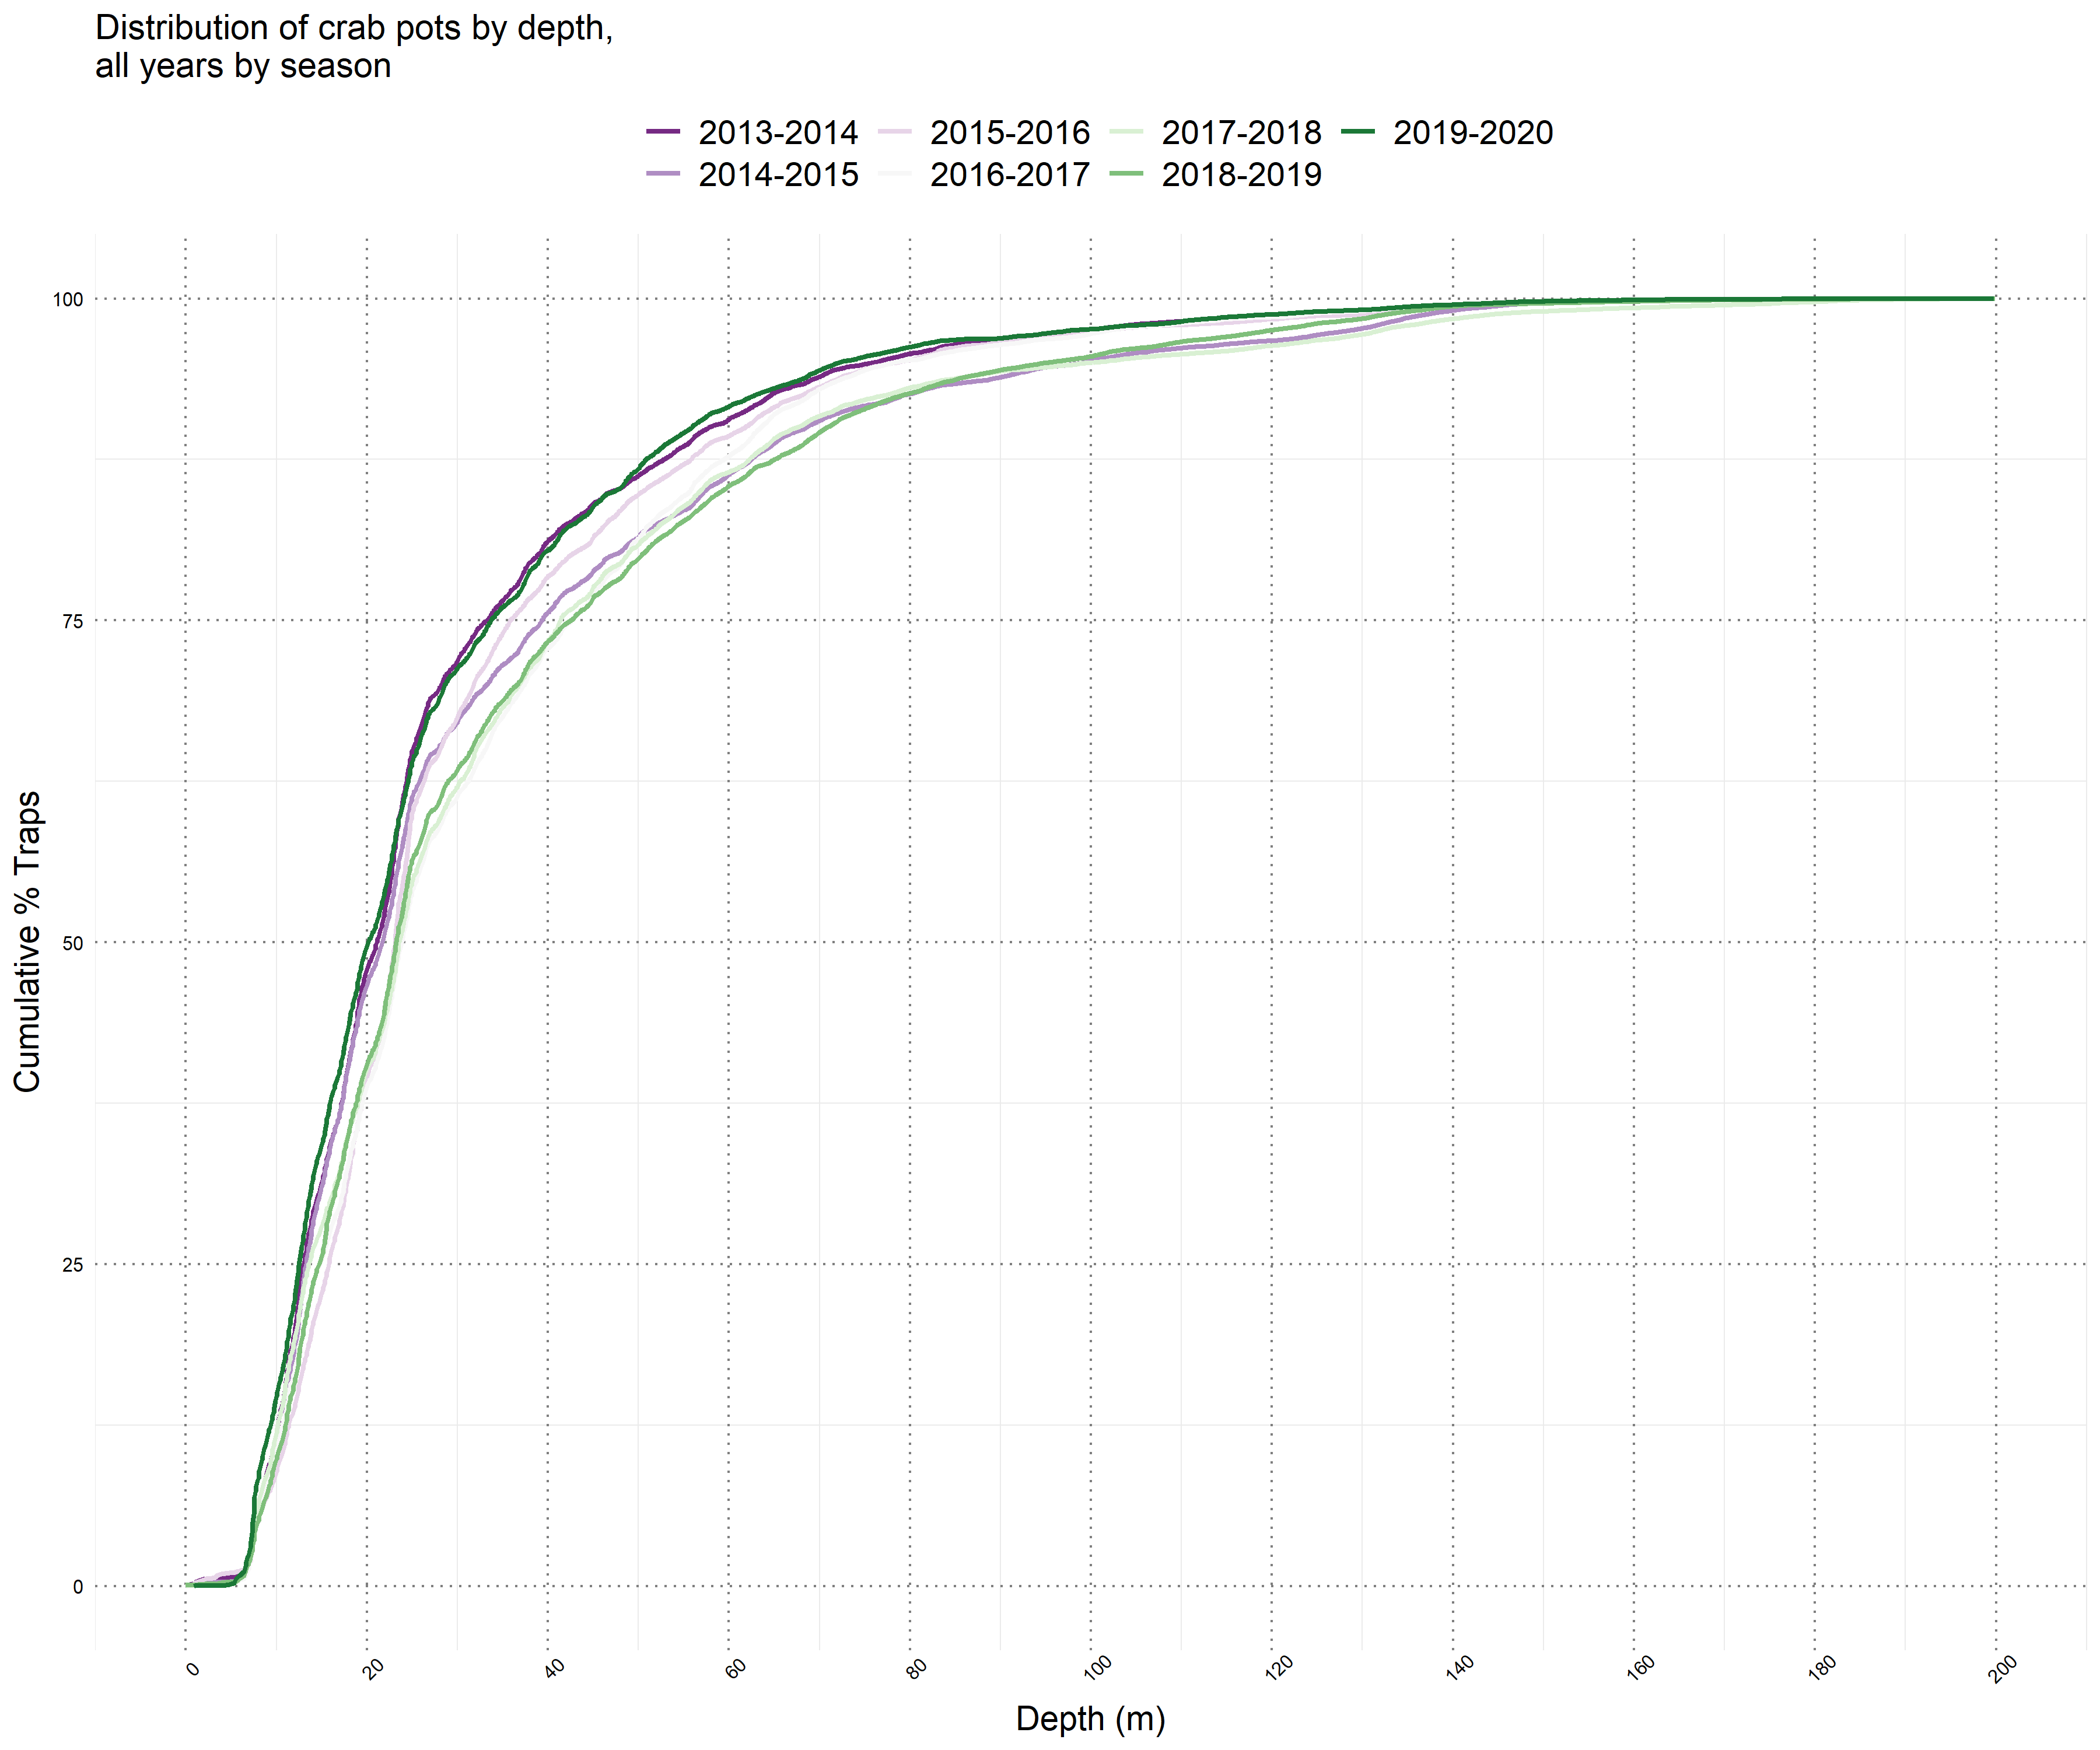 Distribution of crab pots by depth,
all years by season
2013-2014 2015-2016 2017-2018 2019-2020
2014-2015 2016-2017 2018-2019
Cumulative % Traps
100
75
50
25
0
0 20 40 60 80 100 120 140 160 180 200
Depth (m)